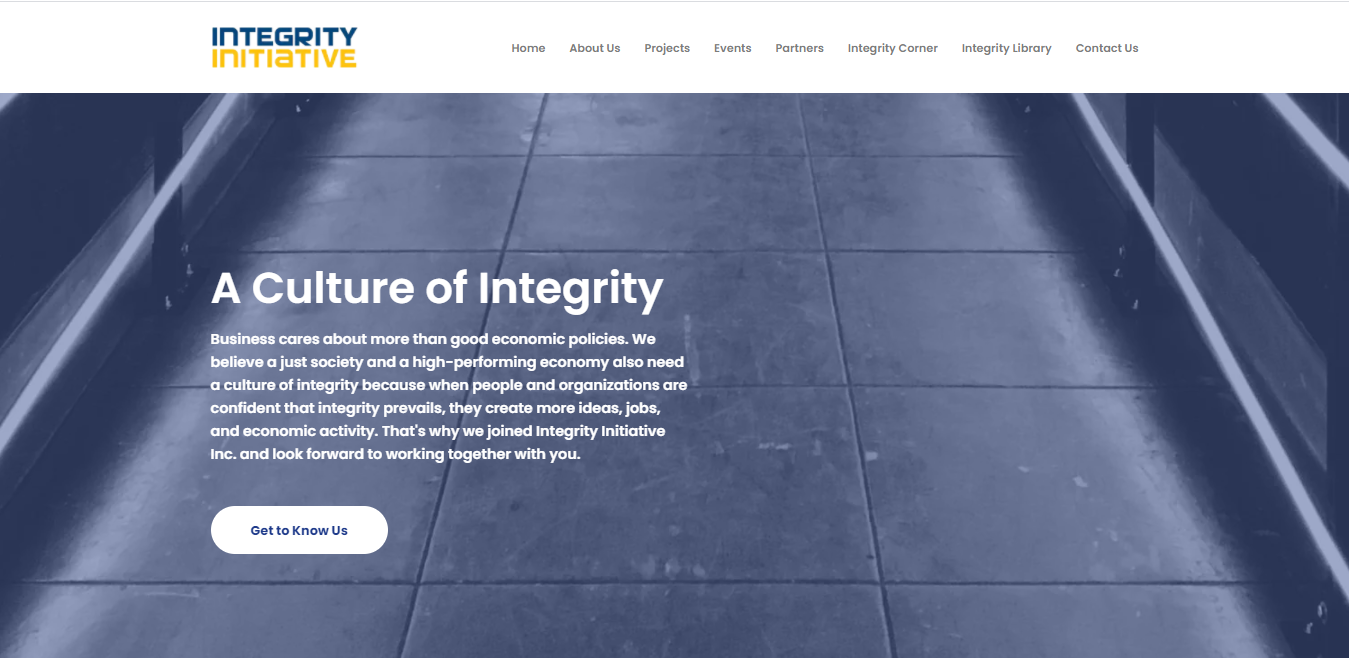 INTEGRITY
INITIATIVE
Home About Us Projects Events Partners Integrity Corner Integrity Library Contact Us
A Culture of Integrity
Business cares about more than good economic policies. We
believe a just society and a high-performing economy also need
a culture of integrity because when people and organizations are
confident that integrity prevails, they create more ideas, jobs,
and economic activity. That's why we joined Integrity Initiative
Inc. and look forward to working together with you.
Get to Know Us